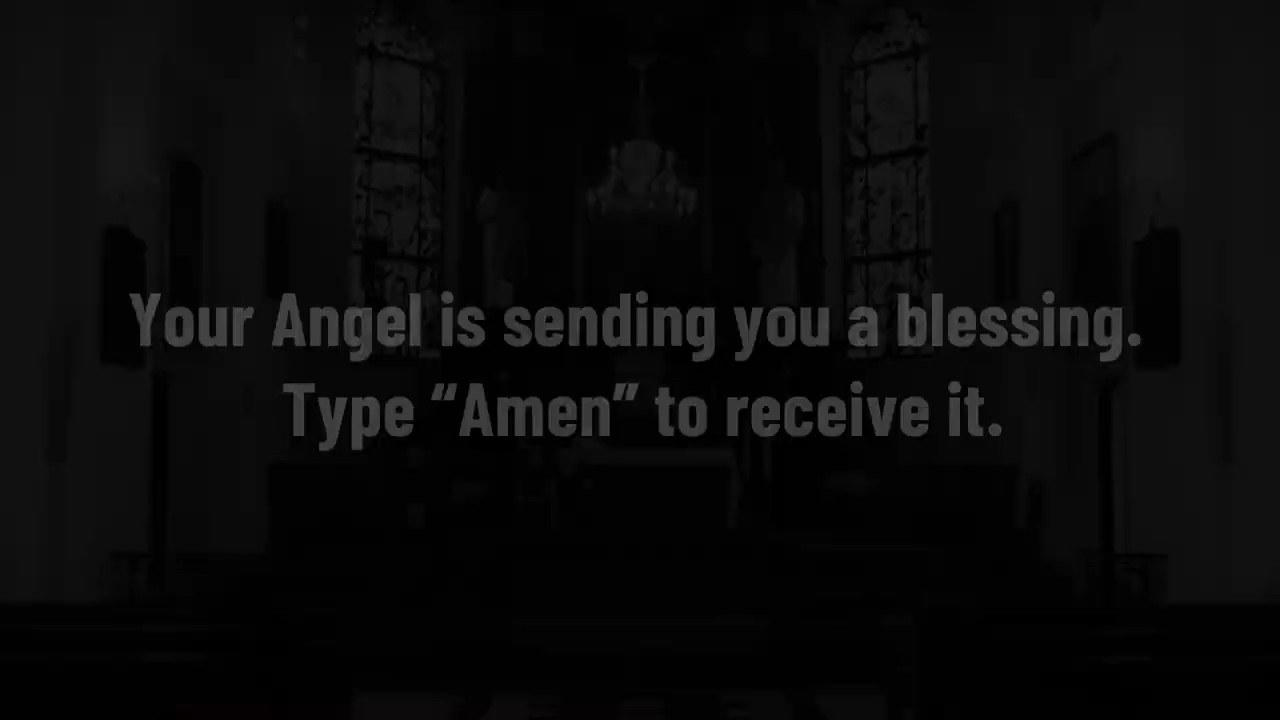 Your Angel is sending you a blessing.
Type “Amen” to receive it.